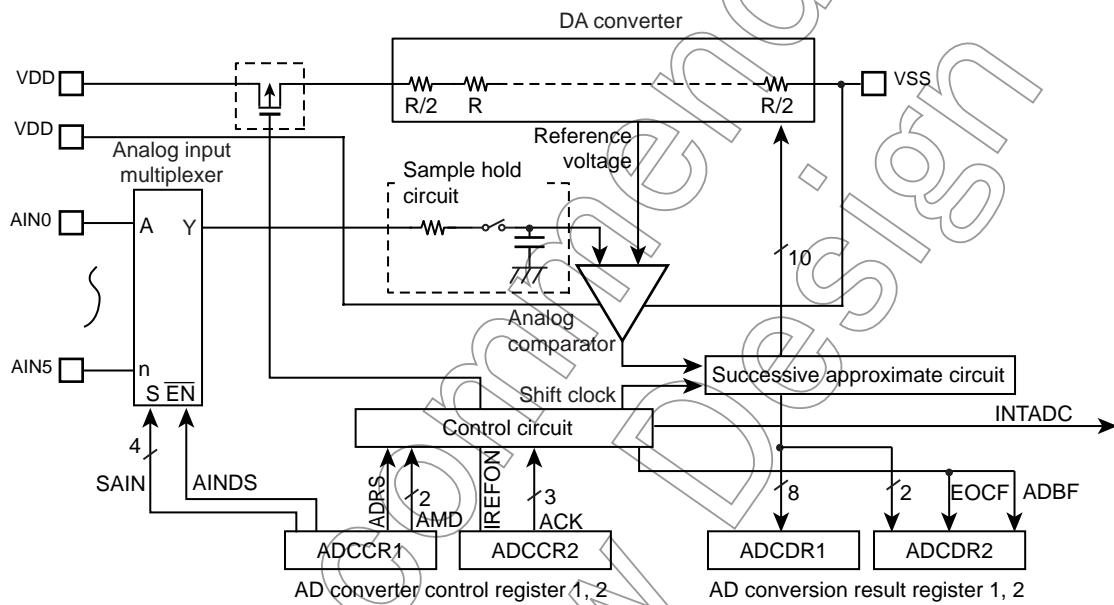 DA converter
VDD
VSS
R/2
R
R/2
VDD
Reference
voltage
Analog input
multiplexer
Sample hold
circuit
AIN0
A
Y
10
Analog
comparator
AIN5
n
S EN
Successive approximate circuit
Shift clock
INTADC
Control circuit
4
SAIN
AINDS
ADRS
2
AMD
IREFON
3
ACK
8
2
EOCF
ADBF
ADCCR1
ADCCR2
ADCDR1
ADCDR2
AD converter control register 1, 2
AD conversion result register 1, 2